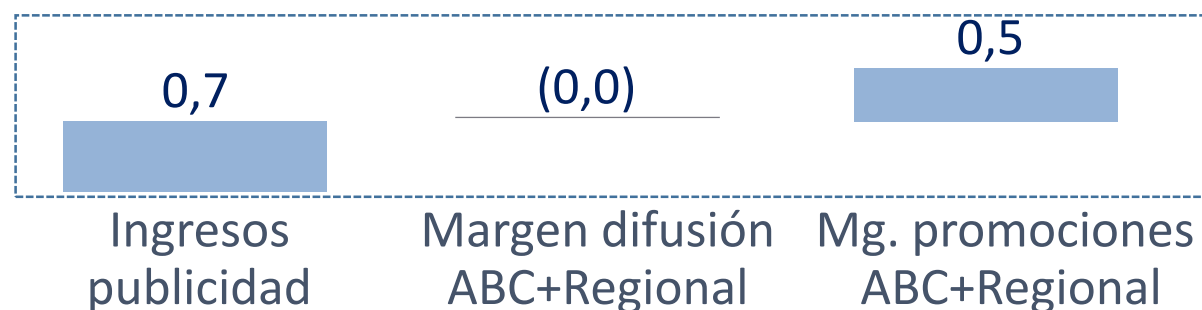 0,7
(0,0)
0,5
Ingresos
publicidad
Margen difusión
ABC+Regional
Mg. promociones
ABC+Regional